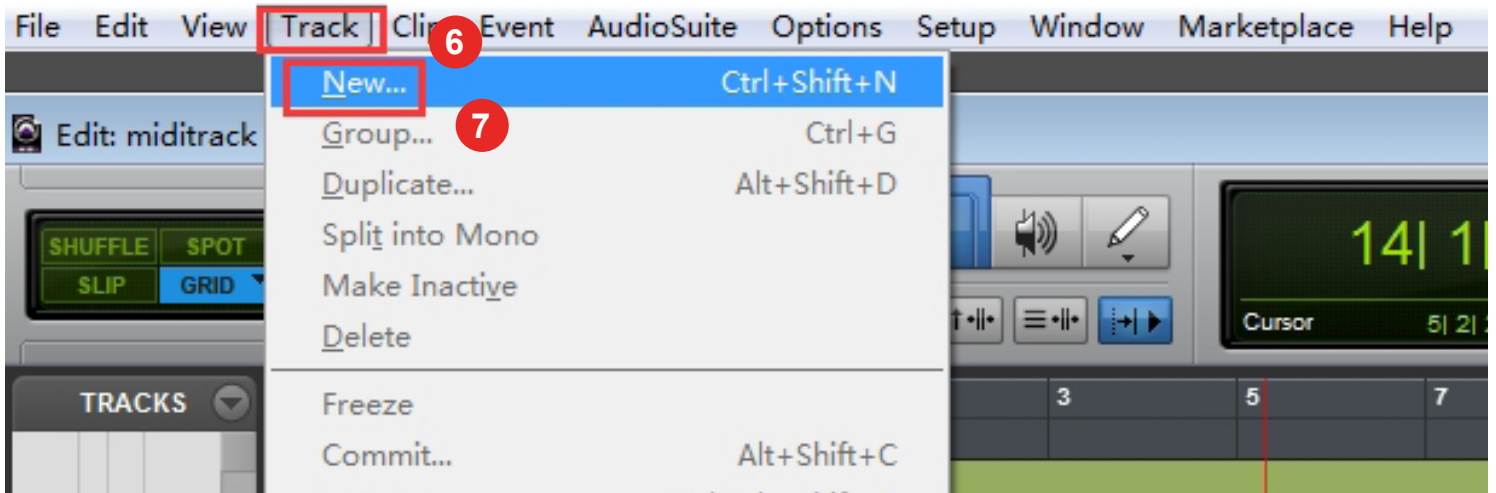 File Edit View Track Clip Event AudioSuite Options Setup Window Marketplace Help
6
New... Ctrl+Shift+N
7
Edit: miditrack
Group... Ctrl+G
Duplicate... Alt+Shift+D
Split into Mono
SHUFFLE SPOT
14| 1|
SLIP GRID
Make Inactive
Cursor 5| 2|
Delete
TRACKS
Freeze
3 5 7
Commit... Alt+Shift+C